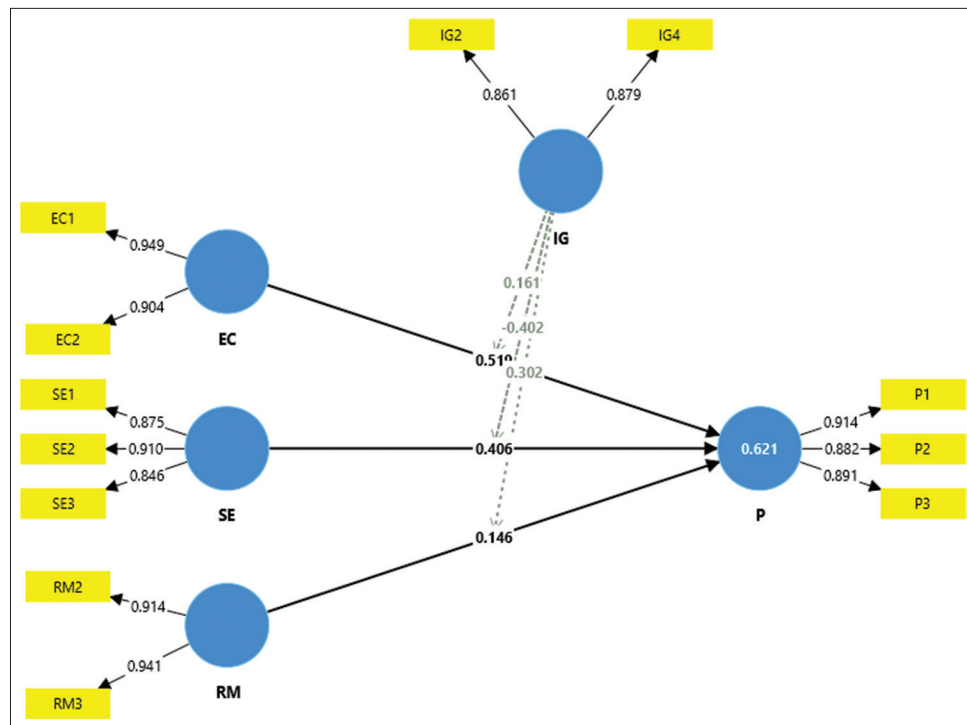 IG2
IG4
0.861
0.879
IG
EC1
0.949
0.904
EC2
EC
0.161
-0.402
0.519
0.302
SE1
0.875
SE2
0.910
0.846
SE3
SE
0.406
0.621
P
P1
0.914
0.882
P2
0.891
P3
0.146
RM2
0.914
0.941
RM3
RM